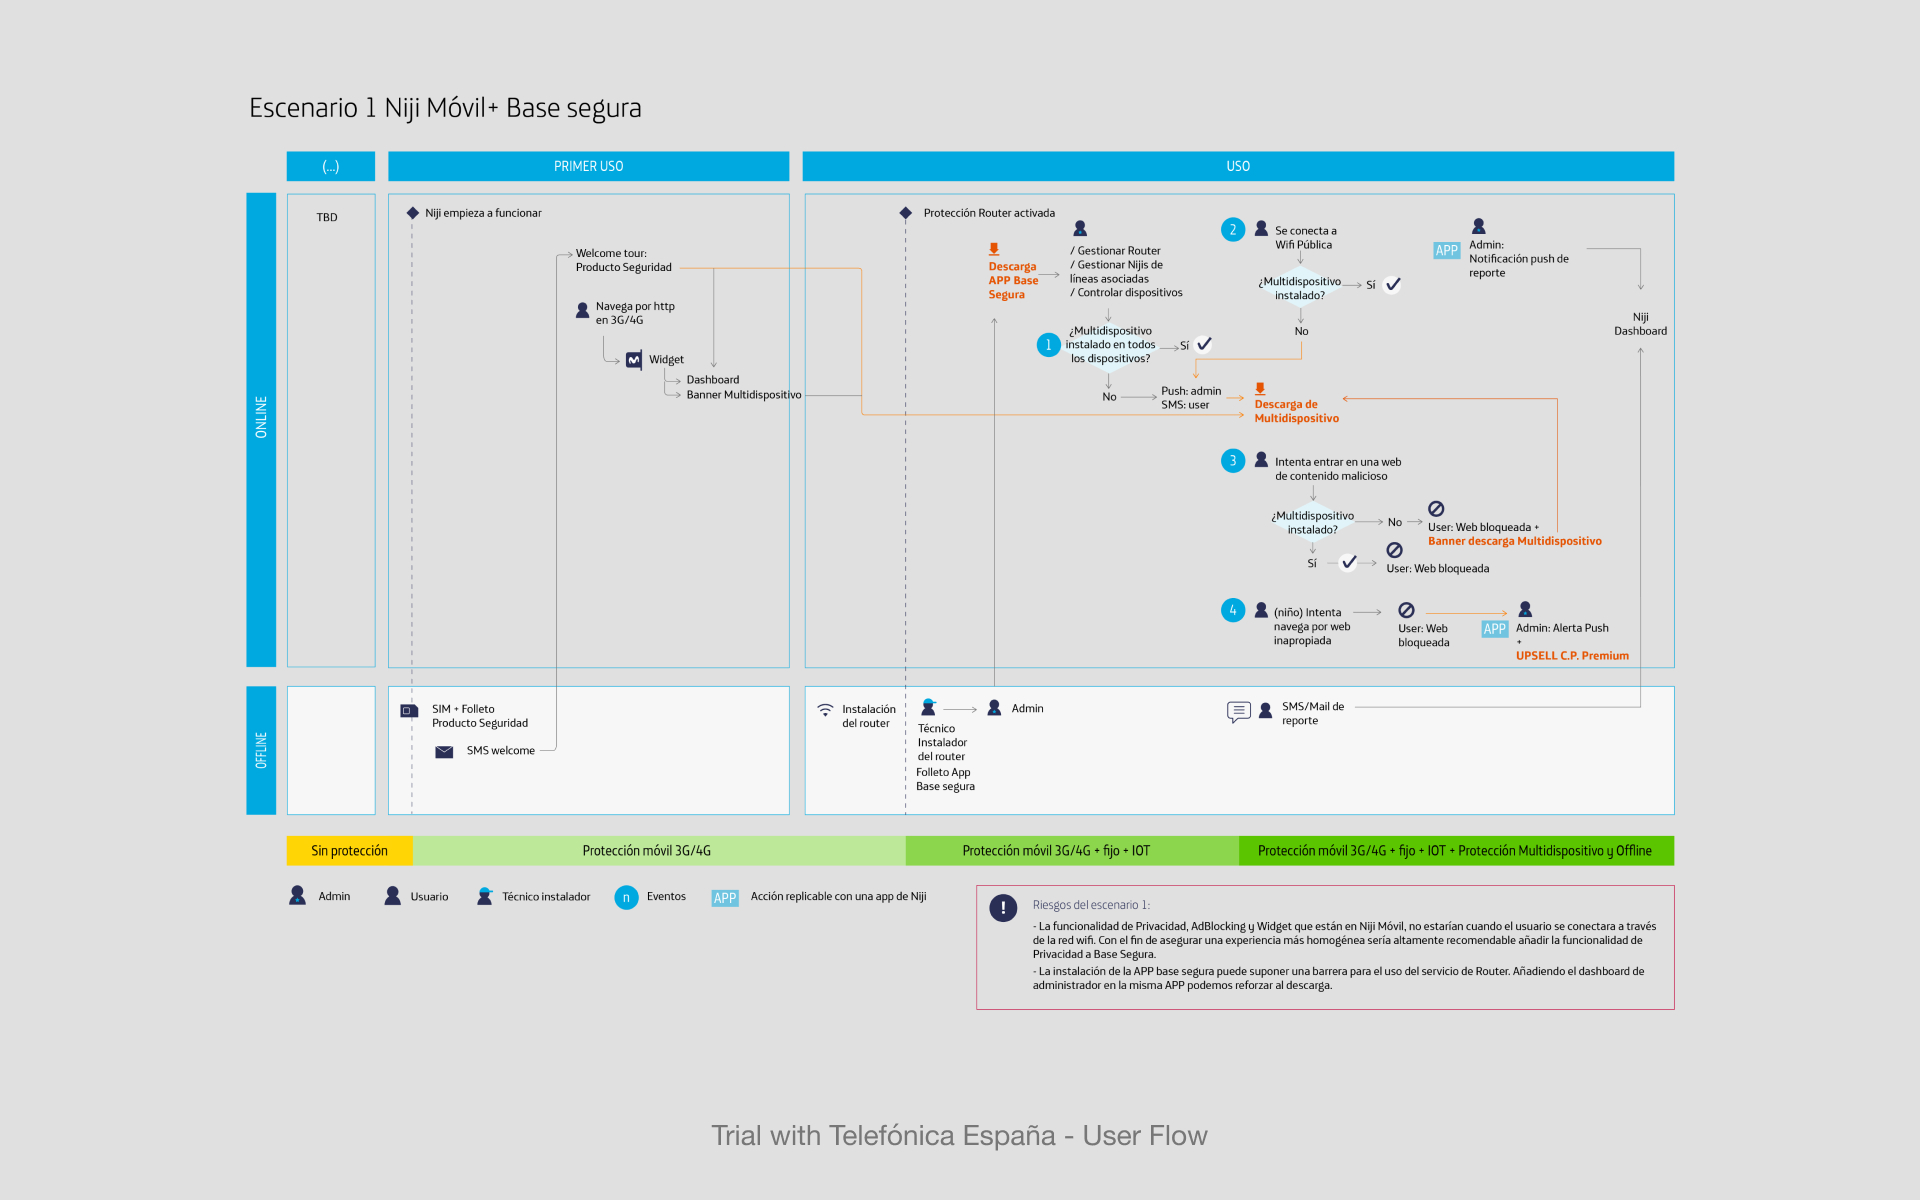 Escenario 1 Niji Móvil+ Base segura
(...)
PRIMER USO
USO
ONLINE
TBD
Niji empieza a funcionar
Welcome tour:
Producto Seguridad
Navega por http
en 3G/4G
Widget
Dashboard
Banner Multidispositivo
Protección Router activada
Descarga
APP Base
Segura
/ Gestionar Router
/ Gestionar Nijis de
líneas asociadas
/ Controlar dispositivos
1
¿Multidispositivo
instalado en todos
los dispositivos?
Sí
No
Push: admin
SMS: user
2
Se conecta a
Wifi Pública
¿Multidispositivo
instalado?
Sí
No
Descarga de
Multidispositivo
APP
Admin:
Notificación push de
reporte
Niji
Dashboard
3
Intenta entrar en una web
de contenido malicioso
¿Multidispositivo
instalado?
No
User: Web bloqueada +
Banner descarga Multidispositivo
Sí
User: Web bloqueada
4
(niño) Intenta
navega por web
inapropiada
User: Web
bloqueada
APP
Admin: Alerta Push
+
UPSELL C.P. Premium
OFFLINE
SIM + Folleto
Producto Seguridad
SMS welcome
Instalación
del router
Técnico
Instalador
del router
Folleto App
Base segura
Admin
SMS/Mail de
reporte
Sin protección
Protección móvil 3G/4G
Protección móvil 3G/4G + fijo + IOT
Protección móvil 3G/4G + fijo + IOT + Protección Multidispositivo y Offline
Admin
Usuario
Técnico instalador
n
Eventos
APP
Acción replicable con una app de Niji
!
Riesgos del escenario 1:
- La funcionalidad de Privacidad, AdBlocking y Widget que están en Niji Móvil, no estarían cuando el usuario se conectara a través
de la red wifi. Con el fin de asegurar una experiencia más homogénea sería altamente recomendable añadir la funcionalidad de
Privacidad a Base Segura.
- La instalación de la APP base segura puede suponer una barrera para el uso del servicio de Router. Añadiendo el dashboard de
administrador en la misma APP podemos reforzar al descarga.
Trial with Telefónica España - User Flow